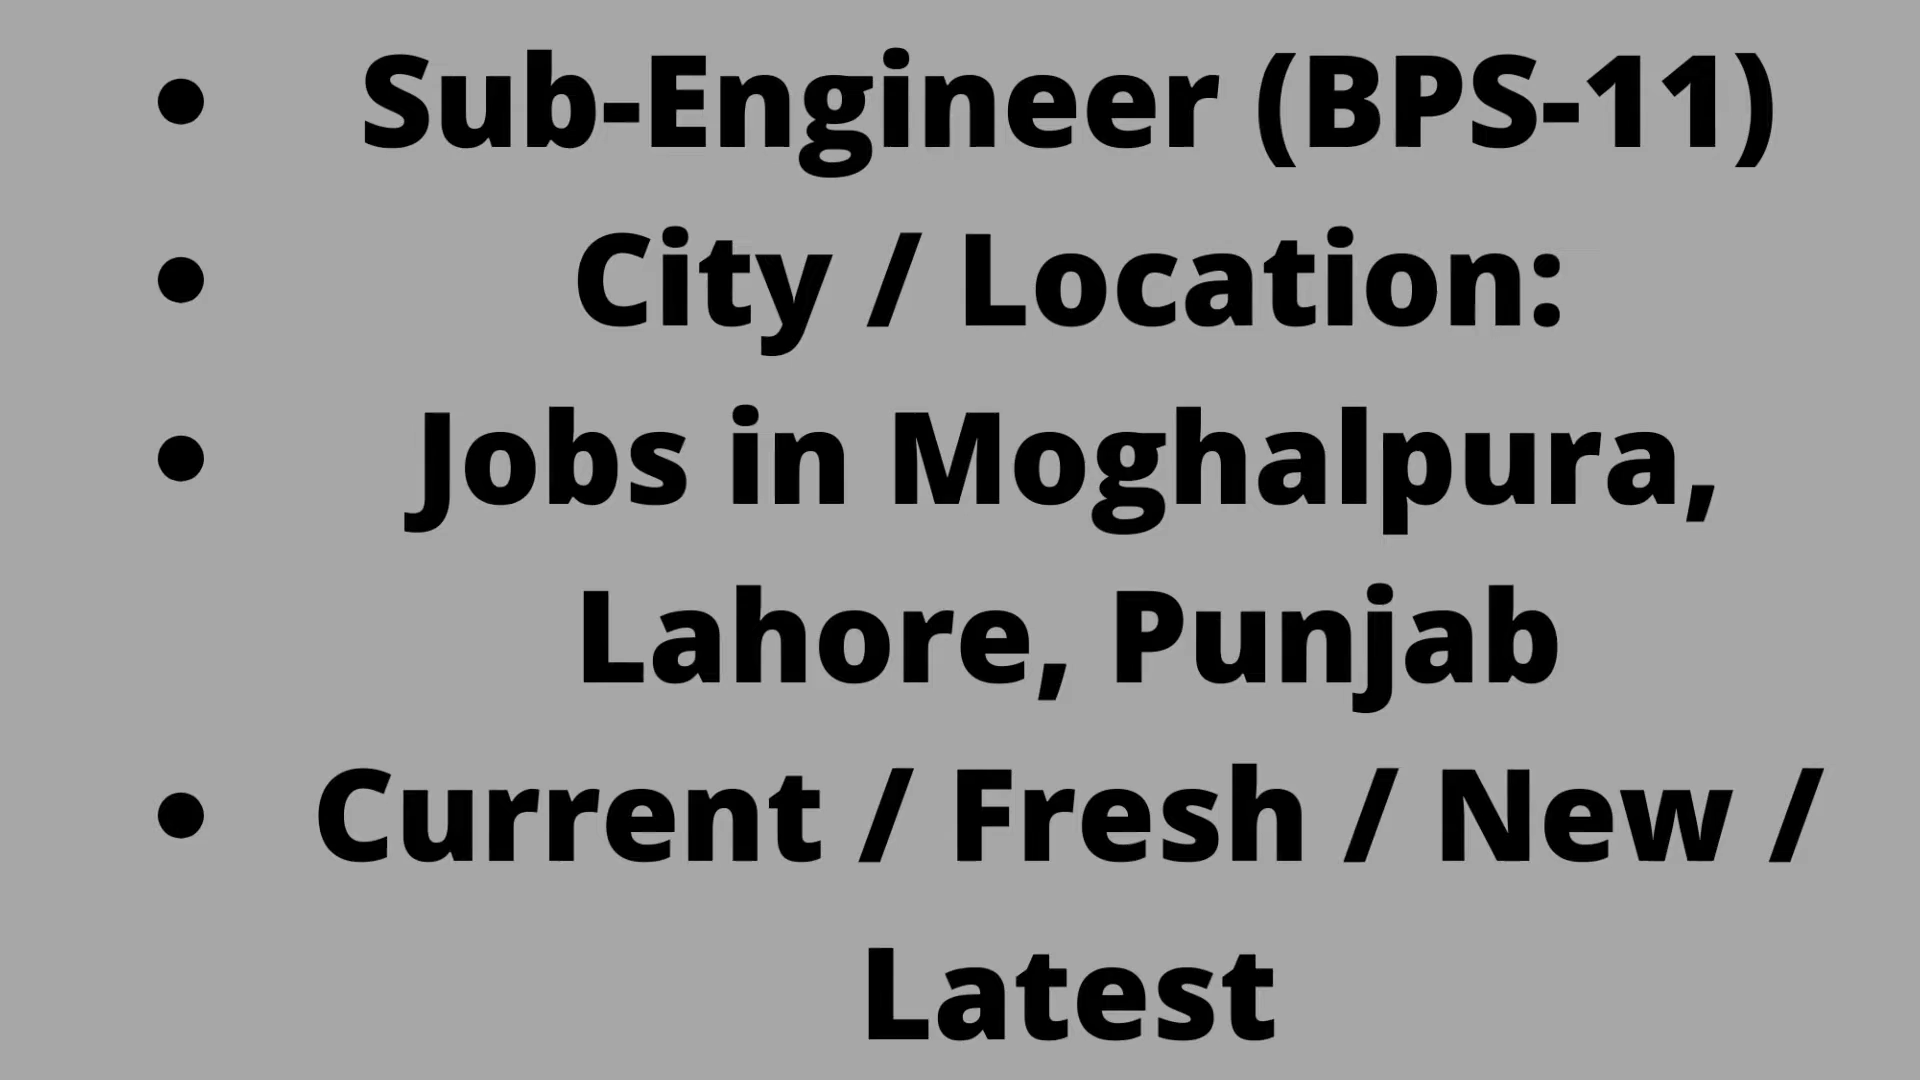 • Sub-Engineer (BPS-11)
• City / Location:
• Jobs in Moghalpura,
Lahore, Punjab
• Current / Fresh / New /
Latest